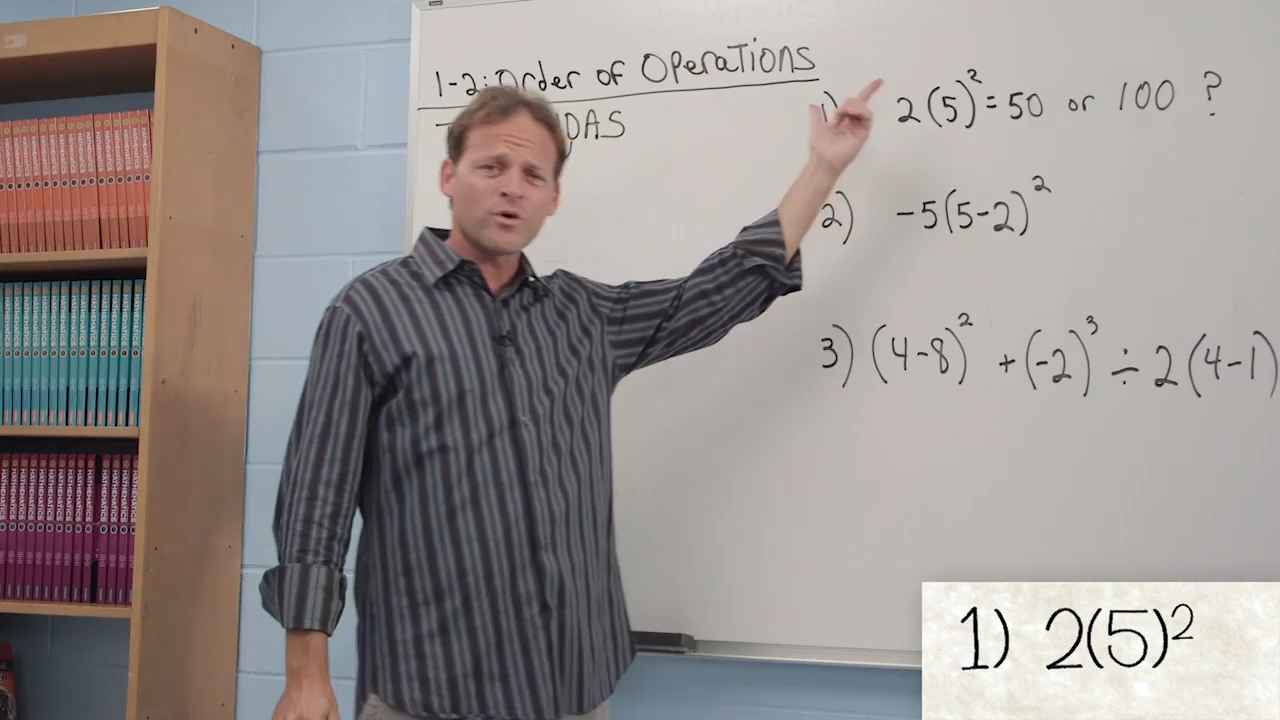 1-2: Order of Operations
DAS
1) 2(5)² = 50 or 100 ?
2) -5(5-2)²
3) (4-8)² + (-2)³ ÷ 2(4-1)
1) 2(5)²
MATHEMATICS